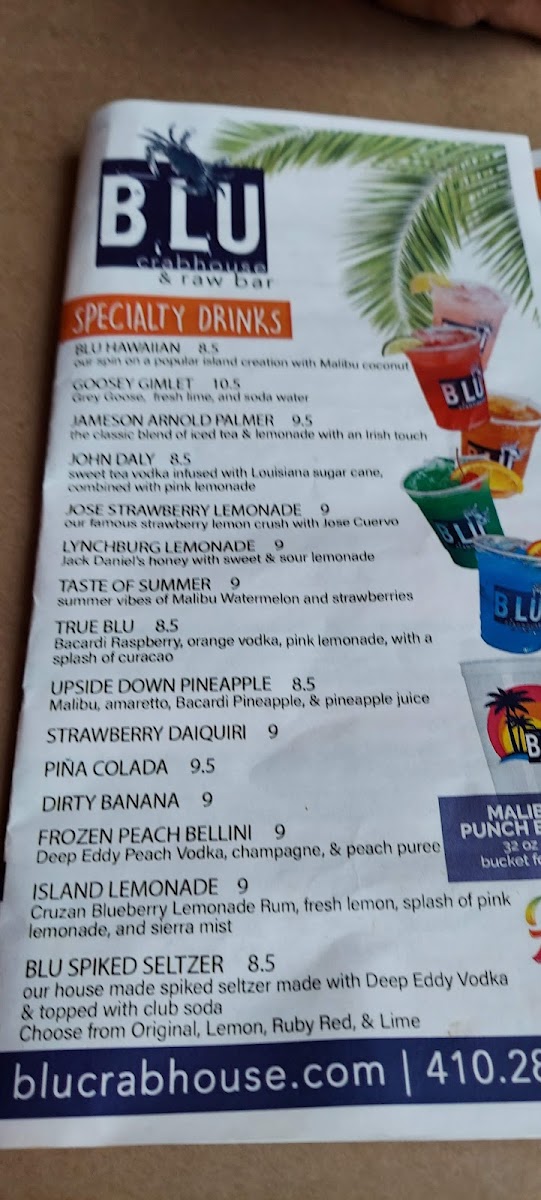 BLU
crabhouse
& raw bar
SPECIALTY DRINKS
BLU HAWAIIAN 8.5
our spin on a popular island creation with Malibu coconut
GOOSEY GIMLET 10.5
Grey Goose, fresh lime, and soda water
JAMESON ARNOLD PALMER 9.5
the classic blend of iced tea & lemonade with an Irish touch
JOHN DALY 8.5
sweet tea vodka infused with Louisiana sugar cane,
combined with pink lemonade
JOSE STRAWBERRY LEMONADE 9
our famous strawberry lemon crush with Jose Cuervo
LYNCHBURG LEMONADE 9
Jack Daniel's honey with sweet & sour lemonade
TASTE OF SUMMER 9
summer vibes of Malibu Watermelon and strawberries
TRUE BLU 8.5
Bacardi Raspberry, orange vodka, pink lemonade, with a
splash of curacao
UPSIDE DOWN PINEAPPLE 8.5
Malibu, amaretto, Bacardi Pineapple, & pineapple juice
STRAWBERRY DAIQUIRI 9
PIÑA COLADA 9.5
DIRTY BANANA 9
FROZEN PEACH BELLINI 9
Deep Eddy Peach Vodka, champagne, & peach puree
ISLAND LEMONADE 9
Cruzan Blueberry Lemonade Rum, fresh lemon, splash of pink
lemonade, and sierra mist
BLU SPIKED SELTZER 8.5
our house made spiked seltzer made with Deep Eddy Vodka
& topped with club soda
Choose from Original, Lemon, Ruby Red, & Lime
BLU
BLU
BLU
B
MALIB
PUNCH B
32 oz
bucket fo
blucrabhouse.com | 410.28